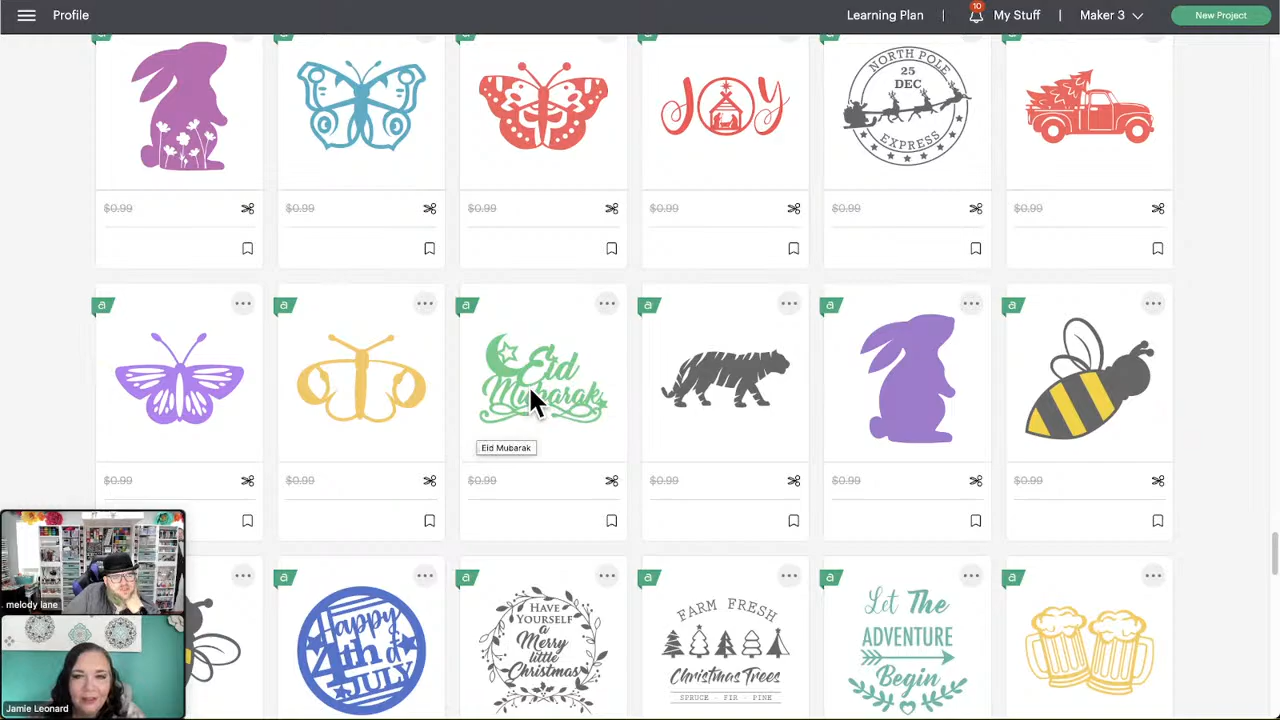 Profile
Learning Plan | 10 My Stuff | Maker 3 New Project
JOY
NORTH POLE
25
DEC
EXPRESS
$0.99 $0.99 $0.99 $0.99 $0.99 $0.99
a a a a a a
Eid
Mubarak
Eid Mubarak
$0.99 $0.99 $0.99 $0.99 $0.99 $0.99
a a a a a
Happy
4th of
JULY
HAVE
YOURSELF
a
Merry
little
Christmas
FARM FRESH
Christmas Trees
SPRUCE - FIR - PINE
Let The
ADVENTURE
Begin
melody lane
Jamie Leonard